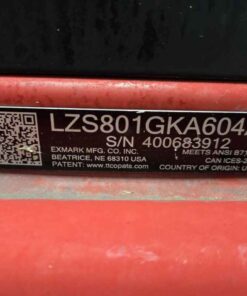 LZS801GKA604
S/N 400683912
EXMARK MFG. CO. INC.
BEATRICE, NE 68310 USA
PATENT: www.ttcopats.com
MEETS ANSI B71
CAN ICES-2
COUNTRY OF ORIGIN: U